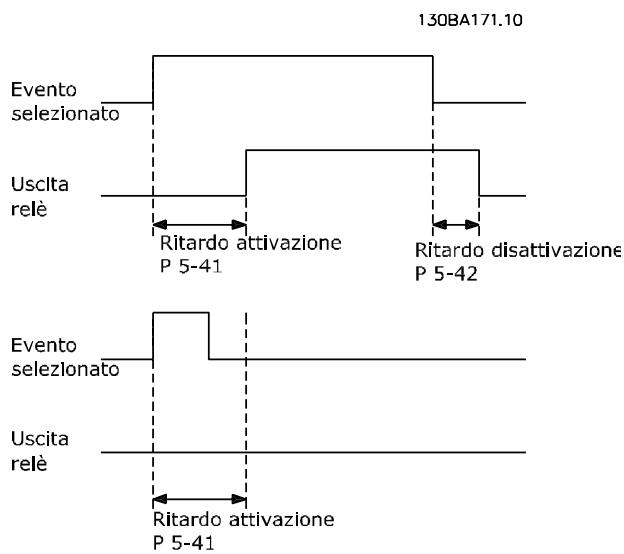 130BA171.10
Evento
selezionato
Uscita
relè
Ritardo attivazione
P 5-41
Ritardo disattivazione
P 5-42
Evento
selezionato
Uscita
relè
Ritardo attivazione
P 5-41